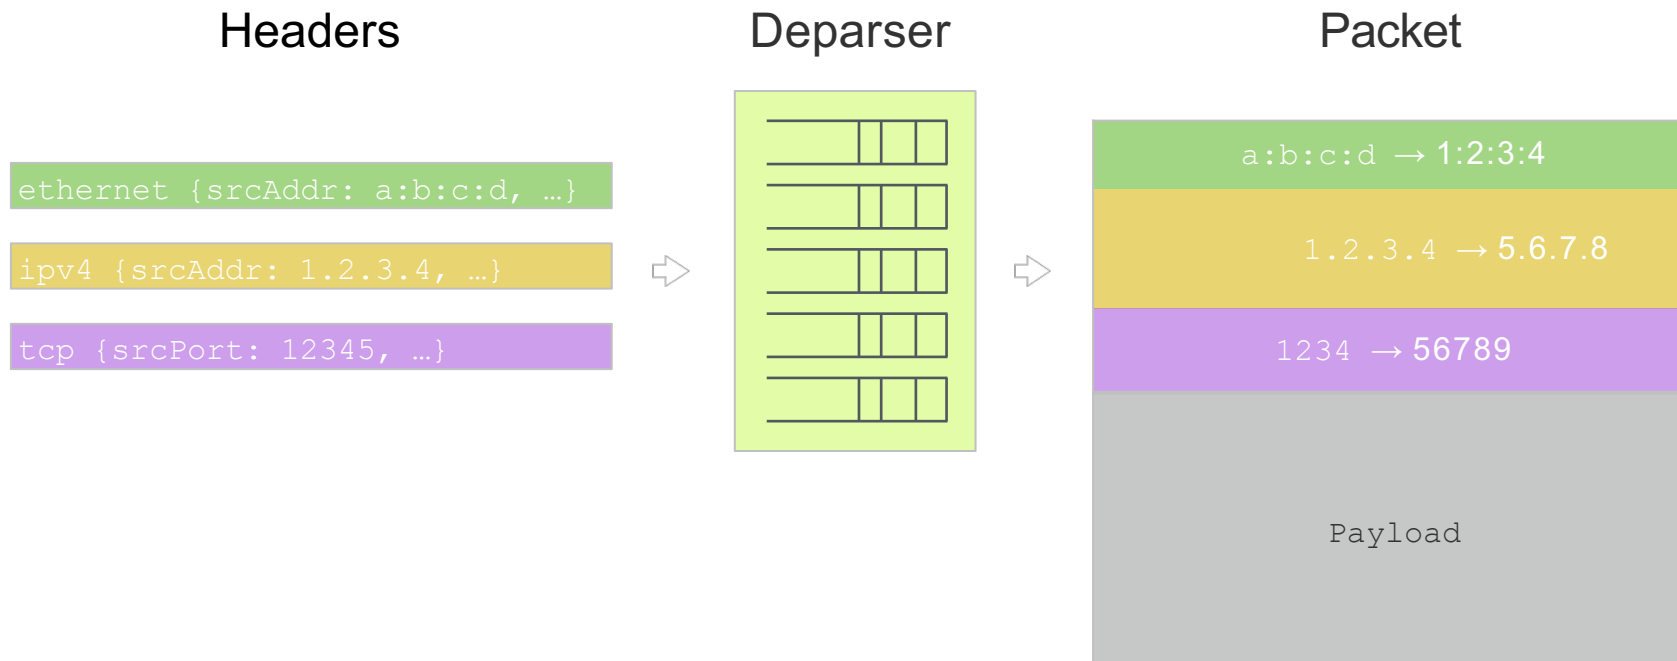 Headers
Deparser
Packet
ethernet {srcAddr: a:b:c:d, …}
ipv4 {srcAddr: 1.2.3.4, …}
tcp {srcPort: 12345, …}
a:b:c:d → 1:2:3:4
1.2.3.4 → 5.6.7.8
1234 → 56789
Payload